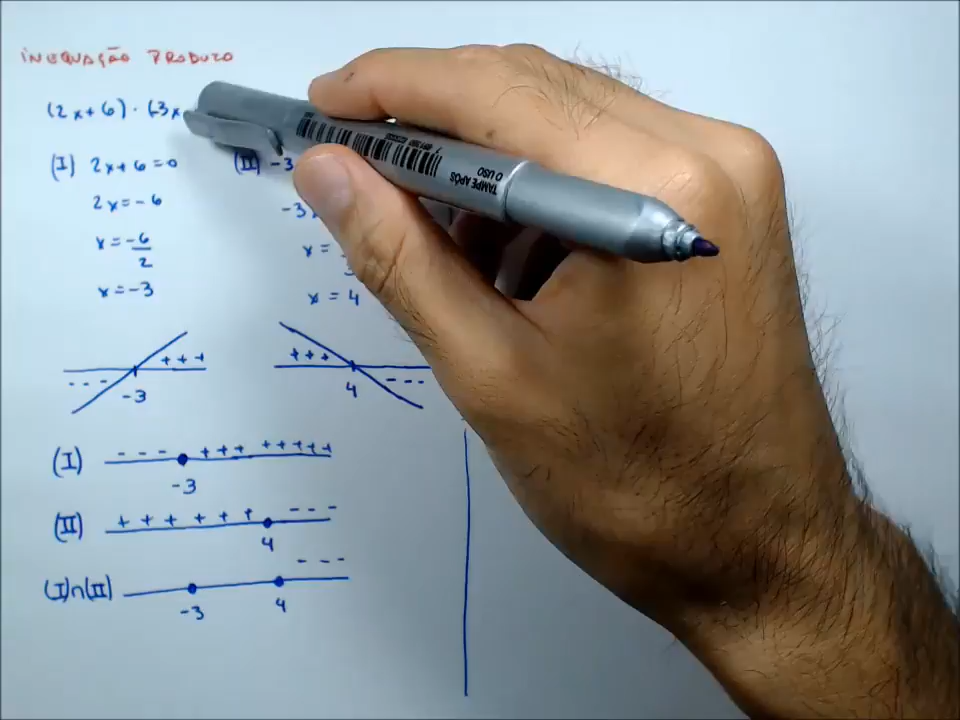 INEQUAÇÃO PRODUTO
(2x+6) · (-3x
(I) 2x+6=0 (II) -3
2x=-6 -3x
x=-6/2 x=
x=-3 x=4
- - - + + + + + + - - -
-3 4
(I) - - - + + + + + + + +
-3
(II) + + + + + + - - -
4
- - -
(I)∩(II)
-3 4
TAMPE APÓS
O USO